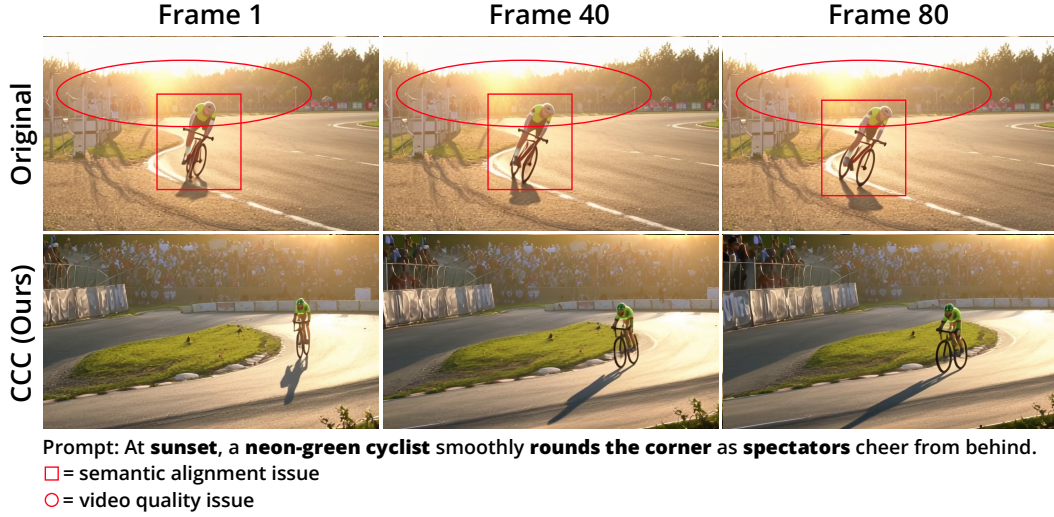 Frame 1 Frame 40 Frame 80
Original
CCC (Ours)
Prompt: At sunset, a neon-green cyclist smoothly rounds the corner as spectators cheer from behind.
= semantic alignment issue
= video quality issue